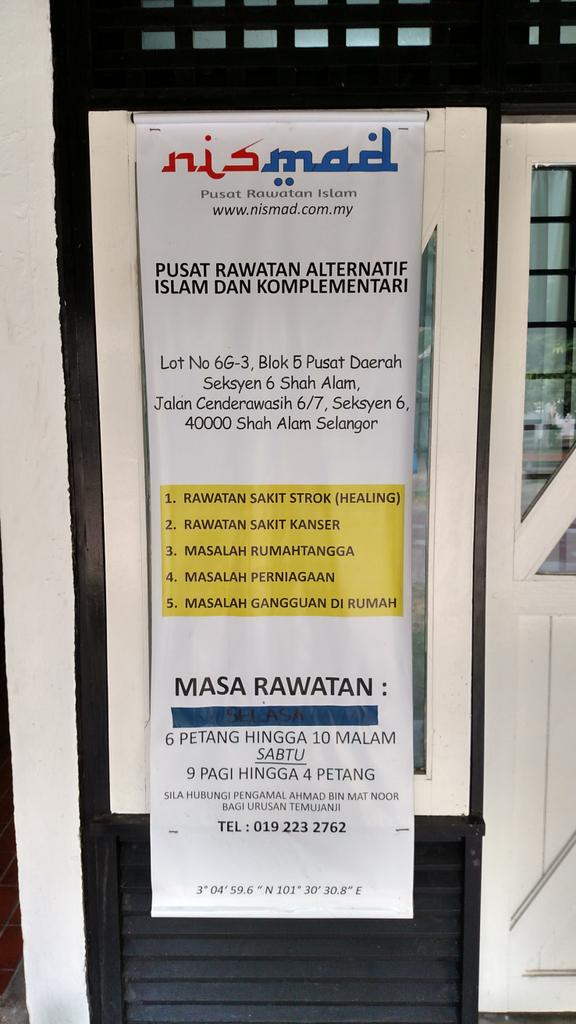 nismad
Pusat Rawatan Islam
www.nismad.com.my
PUSAT RAWATAN ALTERNATIF
ISLAM DAN KOMPLEMENTARI
Lot No 6G-3, Blok 5 Pusat Daerah
Seksyen 6 Shah Alam,
Jalan Cenderawasih 6/7, Seksyen 6,
40000 Shah Alam Selangor
1. RAWATAN SAKIT STROK (HEALING)
2. RAWATAN SAKIT KANSER
3. MASALAH RUMAHTANGGA
4. MASALAH PERNIAGAAN
5. MASALAH GANGGUAN DI RUMAH
MASA RAWATAN :
SELASA
6 PETANG HINGGA 10 MALAM
SABTU
9 PAGI HINGGA 4 PETANG
SILA HUBUNGI PENGAMAL AHMAD BIN MAT NOOR
BAGI URUSAN TEMUJANJI
TEL : 019 223 2762
3° 04' 59.6 " N 101° 30' 30.8" E